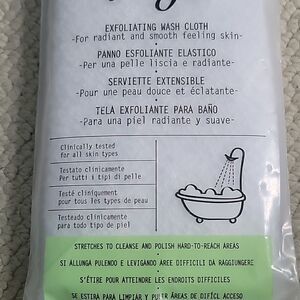 EXFOLIATING WASH CLOTH
-For radiant and smooth feeling skin-
PANNO ESFOLIANTE ELASTICO
-Per una pelle liscia e radiante-
SERVIETTE EXTENSIBLE
-Pour une peau douce et éclatante-
TELA EXFOLIANTE PARA BAÑO
-Para una piel radiante y suave-
Clinically tested
for all skin types
Testato clinicamente
Per tutti i tipi di pelle
Testé cliniquement
pour tous les types de peau
Testeado clínicamente
para todo tipo de piel
STRETCHES TO CLEANSE AND POLISH HARD-TO-REACH AREAS
SI ALLUNGA PULENDO E LEVIGANDO AREE DIFFICILI DA RAGGIUNGERE
S'ÉTIRE POUR ATTEINDRE LES ENDROITS DIFFICILES
SE ESTIRA PARA LIMPIAR Y PULIR ÁREAS DE DIFÍCIL ACCESO